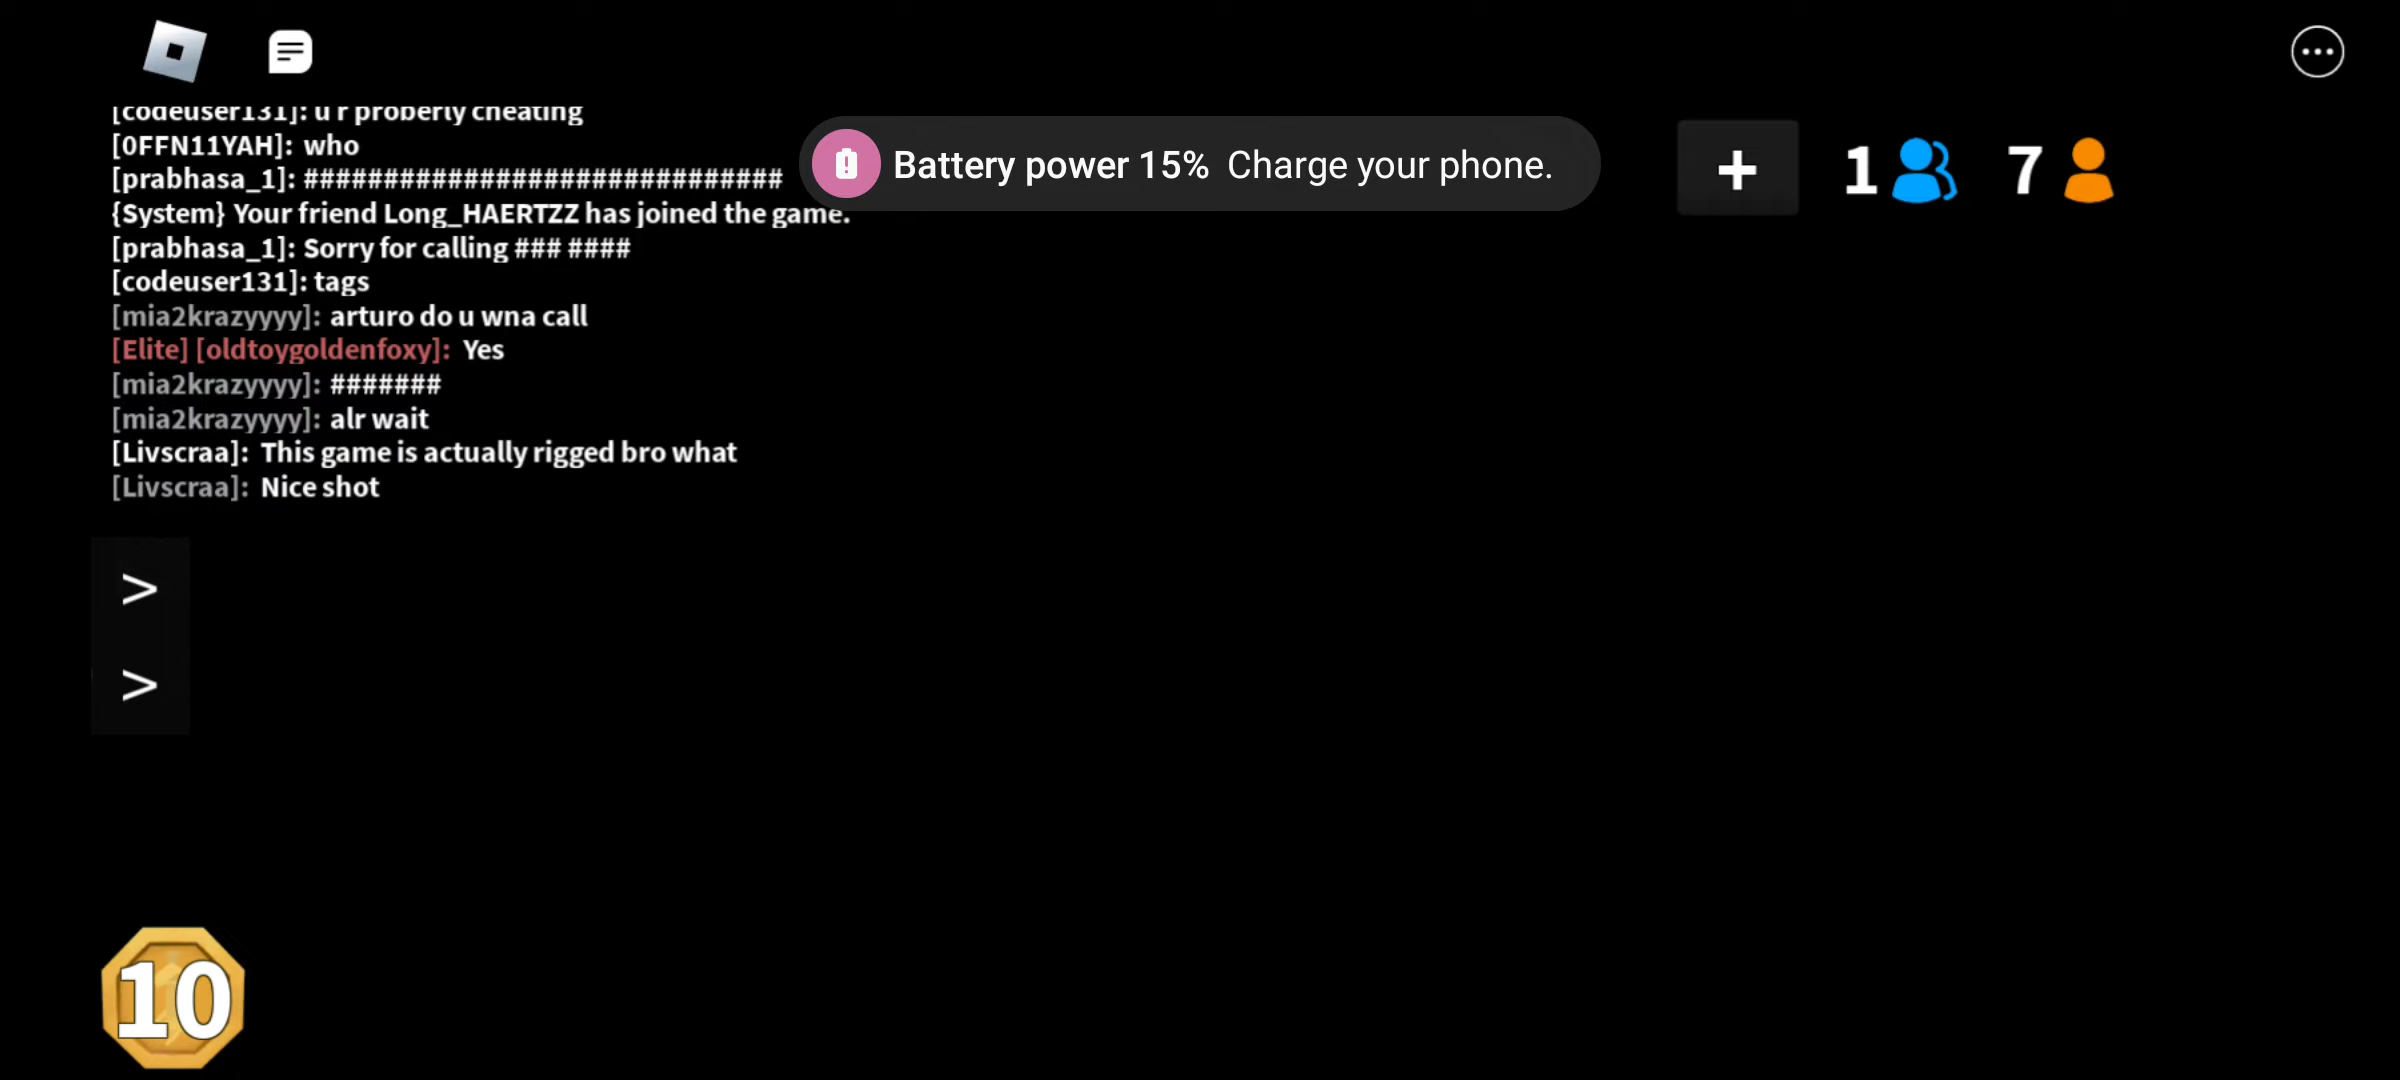 [codeuser131]: u r proberly cheating
[0FFN11YAH]: who
[prabhasa_1]: ##############################
{System} Your friend Long_HAERTZZ has joined the game.
[prabhasa_1]: Sorry for calling ### ####
[codeuser131]: tags
[mia2krazyyyy]: arturo do u wna call
[Elite] [oldtoygoldenfoxy]: Yes
[mia2krazyyyy]: #######
[mia2krazyyyy]: alr wait
[Livscraa]: This game is actually rigged bro what
[Livscraa]: Nice shot
Battery power 15% Charge your phone.
+ 1 7
>
>
10